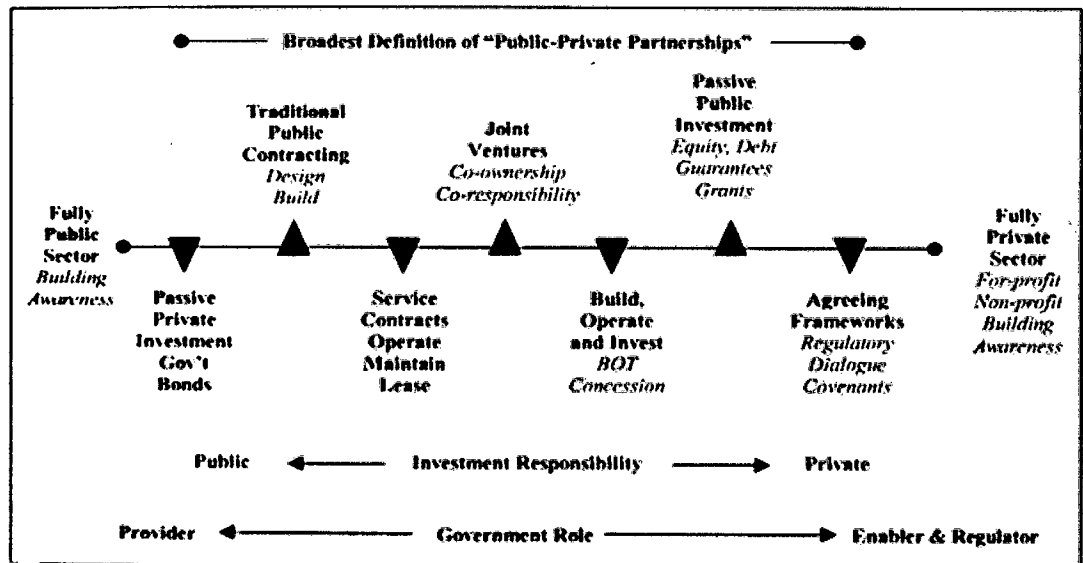 Broadest Definition of "Public-Private Partnerships"
Traditional
Public
Contracting
Design
Build
Joint
Ventures
Co-ownership
Co-responsibility
Passive
Public
Investment
Equity, Debt
Guarantees
Grants
Fully
Public
Sector
Building
Awareness
Fully
Private
Sector
For-profit
Non-profit
Building
Awareness
Passive
Private
Investment
Gov't
Bonds
Service
Contracts
Operate
Maintain
Lease
Build,
Operate
and Invest
BOT
Concession
Agreeing
Frameworks
Regulatory
Dialogue
Covenants
Public Investment Responsibility Private
Provider Government Role Enabler & Regulator